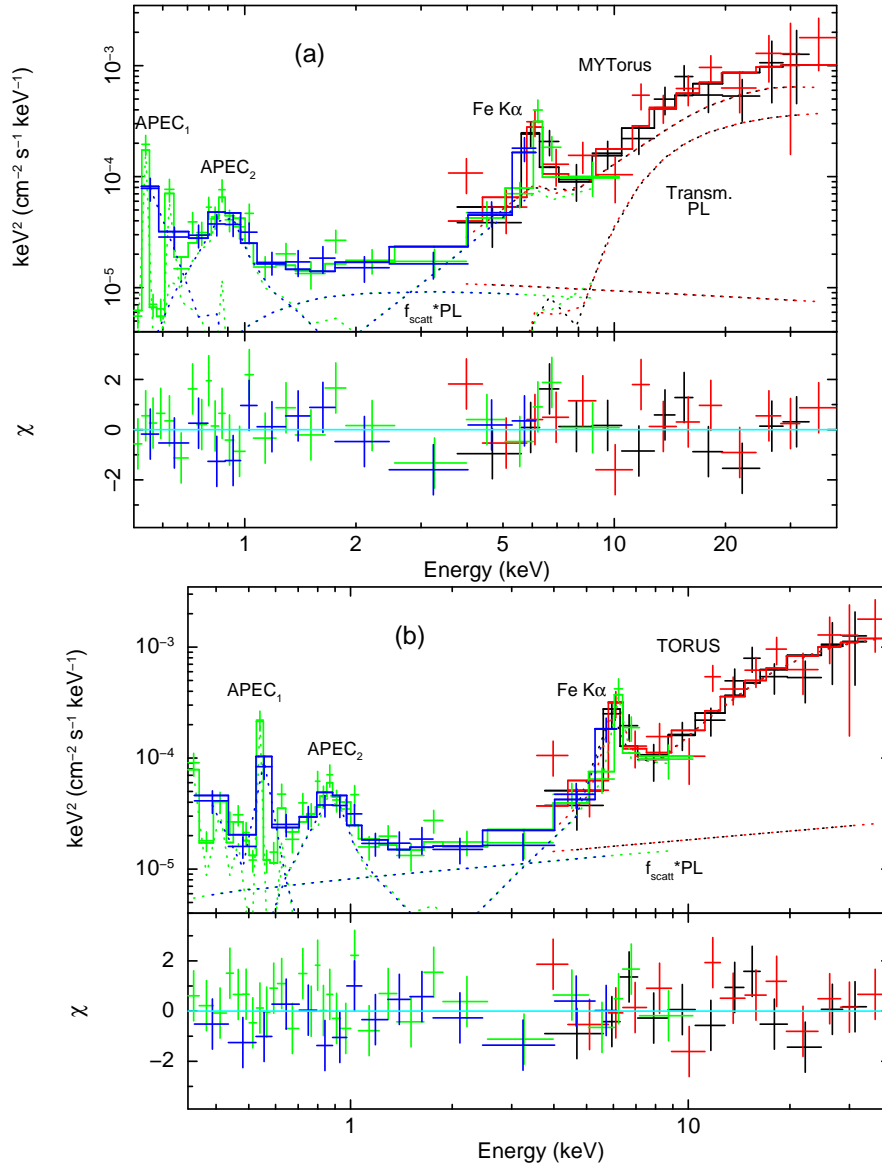 (a)
keV² (cm⁻² s⁻¹ keV⁻¹)
10⁻³
10⁻⁴
10⁻⁵
APEC₁
APEC₂
Fe Kα
MYTorus
Transm.
PL
f_scatt*PL
χ
2
0
−2
1 2 5 10 20
Energy (keV)
(b)
keV² (cm⁻² s⁻¹ keV⁻¹)
10⁻³
10⁻⁴
10⁻⁵
APEC₁
APEC₂
Fe Kα
TORUS
f_scatt*PL
χ
2
0
−2
1 10
Energy (keV)